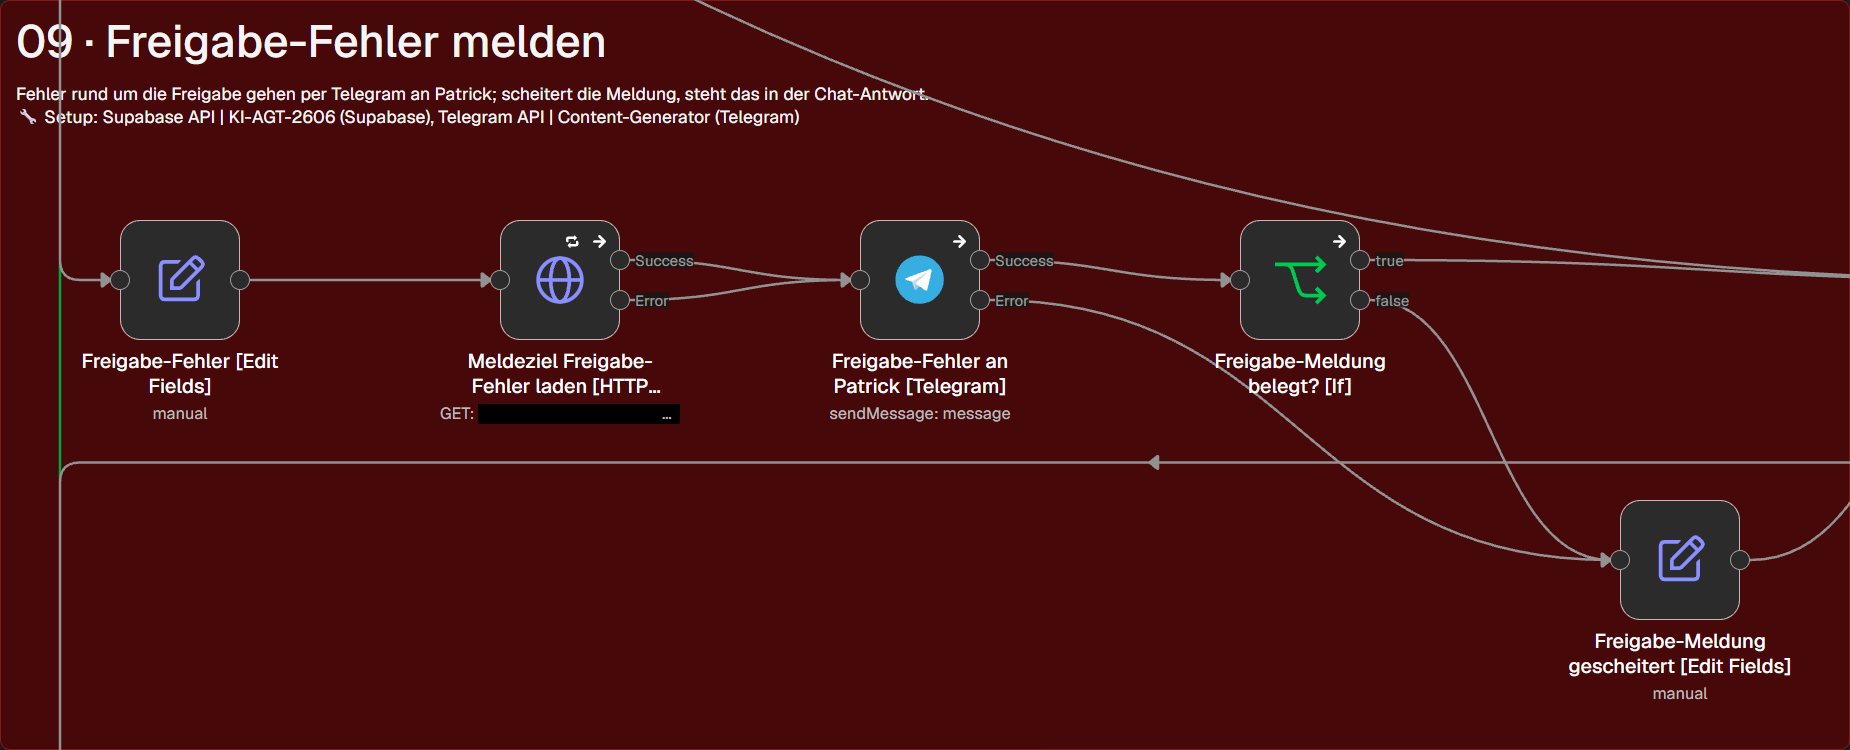 09 · Freigabe-Fehler melden
Fehler rund um die Freigabe gehen per Telegram an Patrick; scheitert die Meldung, steht das in der Chat-Antwort.
🔧 Setup: Supabase API | KI-AGT-2606 (Supabase), Telegram API | Content-Generator (Telegram)
Success
Error
Success
Error
true
false
Freigabe-Fehler [Edit
Fields]
manual
Meldeziel Freigabe-
Fehler laden [HTTP...
GET: ...
Freigabe-Fehler an
Patrick [Telegram]
sendMessage: message
Freigabe-Meldung
belegt? [If]
Freigabe-Meldung
gescheitert [Edit Fields]
manual